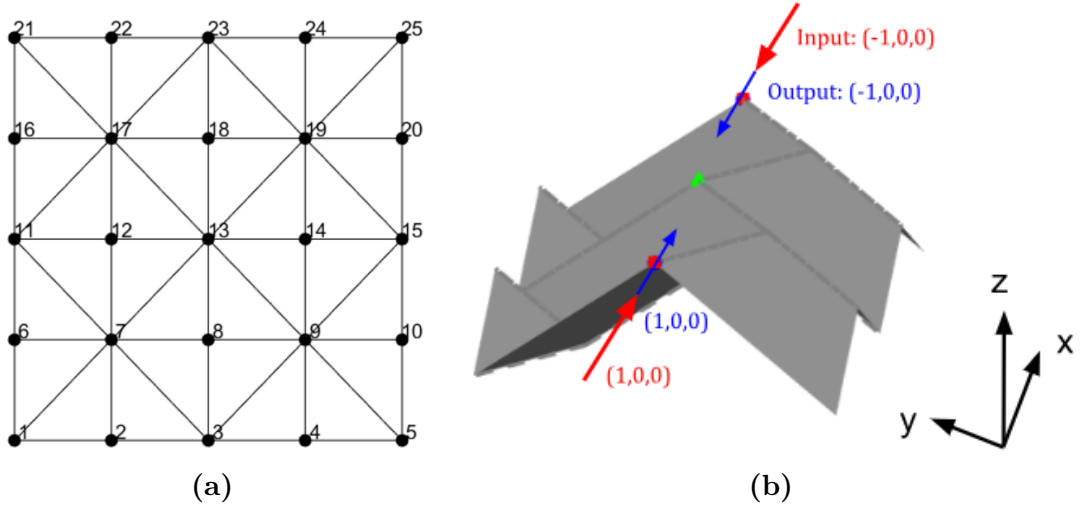 21 22 23 24 25
16 17 18 19 20
11 12 13 14 15
6 7 8 9 10
1 2 3 4 5
(a)
Input: (-1,0,0)
Output: (-1,0,0)
(1,0,0)
(1,0,0)
z
x
y
(b)